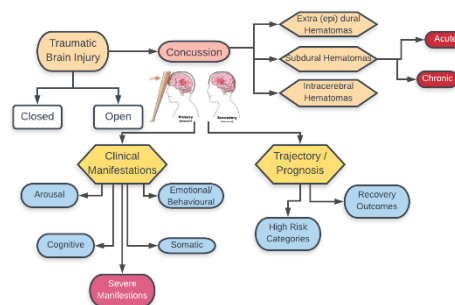 Traumatic
Brain Injury
Concussion
Extra (epi) dural
Hematomas
Subdural Hematomas
Intracerebral
Hematomas
Acute
Chronic
Closed
Open
Primary
Secondary
Clinical
Manifestations
Trajectory /
Prognosis
Arousal
Emotional/
Behavioural
Cognitive
Somatic
Severe
Manifestions
High Risk
Categories
Recovery
Outcomes